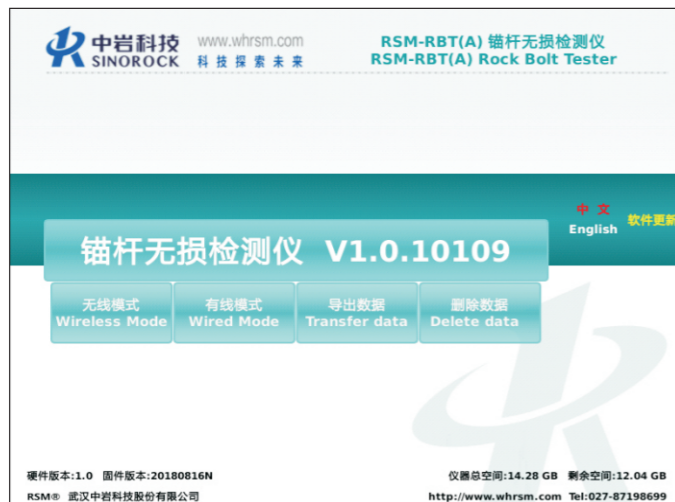 中岩科技 www.whrsm.com
SINOROCK 科技探索未来
RSM-RBT(A) 锚杆无损检测仪
RSM-RBT(A) Rock Bolt Tester
中 文
English
软件更新
锚杆无损检测仪 V1.0.10109
无线模式
Wireless Mode
有线模式
Wired Mode
导出数据
Transfer data
删除数据
Delete data
硬件版本:1.0 固件版本:20180816N
仪器总空间:14.28 GB 剩余空间:12.04 GB
RSM® 武汉中岩科技股份有限公司
http://www.whrsm.com Tel:027-87198699